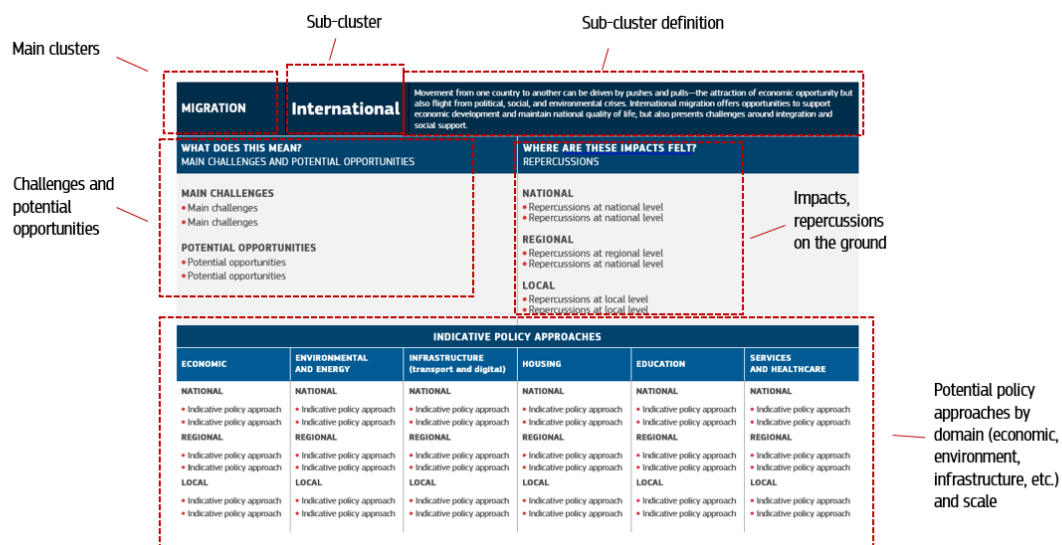 Sub-cluster
Sub-cluster definition
Main clusters
MIGRATION
International
Movement from one country to another can be driven by pushes and pulls—the attraction of economic opportunity but
also flight from political, social, and environmental crises. International migration offers opportunities to support
economic development and maintain national quality of life, but also presents challenges around integration and
social support.
WHAT DOES THIS MEAN?
MAIN CHALLENGES AND POTENTIAL OPPORTUNITIES
WHERE ARE THESE IMPACTS FELT?
REPERCUSSIONS
Challenges and
potential
opportunities
MAIN CHALLENGES
• Main challenges
• Main challenges
POTENTIAL OPPORTUNITIES
• Potential opportunities
• Potential opportunities
NATIONAL
• Repercussions at national level
• Repercussions at national level
REGIONAL
• Repercussions at regional level
• Repercussions at national level
LOCAL
• Repercussions at local level
• Repercussions at local level
Impacts,
repercussions
on the ground
INDICATIVE POLICY APPROACHES
ECONOMIC
ENVIRONMENTAL
AND ENERGY
INFRASTRUCTURE
(transport and digital)
HOUSING
EDUCATION
SERVICES
AND HEALTHCARE
NATIONAL NATIONAL NATIONAL NATIONAL NATIONAL NATIONAL
• Indicative policy approach • Indicative policy approach • Indicative policy approach • Indicative policy approach • Indicative policy approach • Indicative policy approach
• Indicative policy approach • Indicative policy approach • Indicative policy approach • Indicative policy approach • Indicative policy approach • Indicative policy approach
REGIONAL REGIONAL REGIONAL REGIONAL REGIONAL REGIONAL
• Indicative policy approach • Indicative policy approach • Indicative policy approach • Indicative policy approach • Indicative policy approach • Indicative policy approach
• Indicative policy approach • Indicative policy approach • Indicative policy approach • Indicative policy approach • Indicative policy approach • Indicative policy approach
LOCAL LOCAL LOCAL LOCAL LOCAL LOCAL
• Indicative policy approach • Indicative policy approach • Indicative policy approach • Indicative policy approach • Indicative policy approach • Indicative policy approach
• Indicative policy approach • Indicative policy approach • Indicative policy approach • Indicative policy approach • Indicative policy approach • Indicative policy approach
Potential policy
approaches by
domain (economic,
environment,
infrastructure, etc.)
and scale